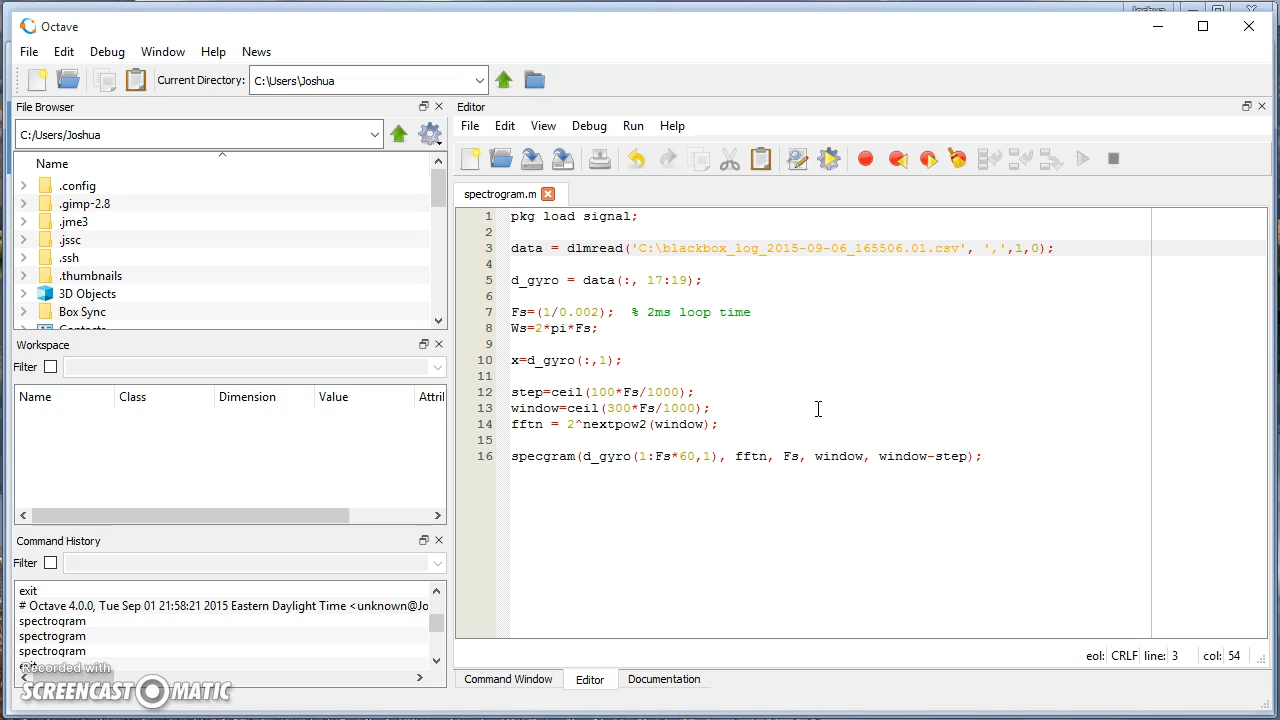 Joshua
Octave
File Edit Debug Window Help News
Current Directory: C:\Users\Joshua
File Browser
C:/Users/Joshua
Name
.config
.gimp-2.8
.jme3
.jssc
.ssh
.thumbnails
3D Objects
Box Sync
Contacts
Workspace
Filter
Name Class Dimension Value Attril
Command History
Filter
exit
# Octave 4.0.0, Tue Sep 01 21:58:21 2015 Eastern Daylight Time <unknown@Jo
spectrogram
spectrogram
spectrogram
exit
Recorded with
SCREENCAST MATIC
Editor
File Edit View Debug Run Help
spectrogram.m
1 pkg load signal;
2
3 data = dlmread('C:\blackbox_log_2015-09-06_165506.01.csv', ',',1,0);
4
5 d_gyro = data(:, 17:19);
6
7 Fs=(1/0.002); % 2ms loop time
8 Ws=2*pi*Fs;
9
10 x=d_gyro(:,1);
11
12 step=ceil(100*Fs/1000);
13 window=ceil(300*Fs/1000);
14 fftn = 2^nextpow2(window);
15
16 specgram(d_gyro(1:Fs*60,1), fftn, Fs, window, window-step);
eol: CRLF line: 3 col: 54
Command Window Editor Documentation